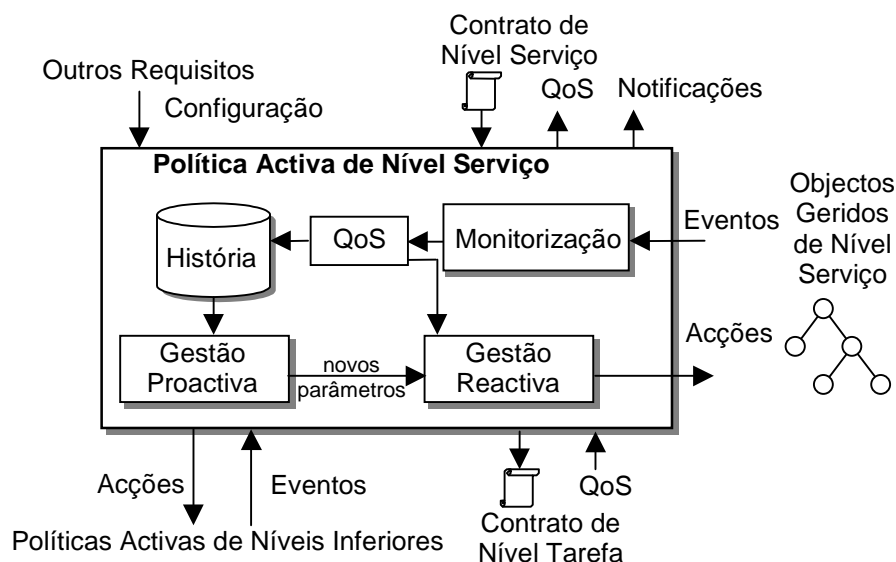 Contrato de
Nível Serviço
Outros Requisitos
QoS
Notificações
Configuração
Política Activa de Nível Serviço
Objectos
Geridos
de Nível
Serviço
Eventos
História
QoS
Monitorização
Acções
Gestão
Proactiva
novos
parâmetros
Gestão
Reactiva
Acções
Eventos
QoS
Contrato de
Nível Tarefa
Políticas Activas de Níveis Inferiores